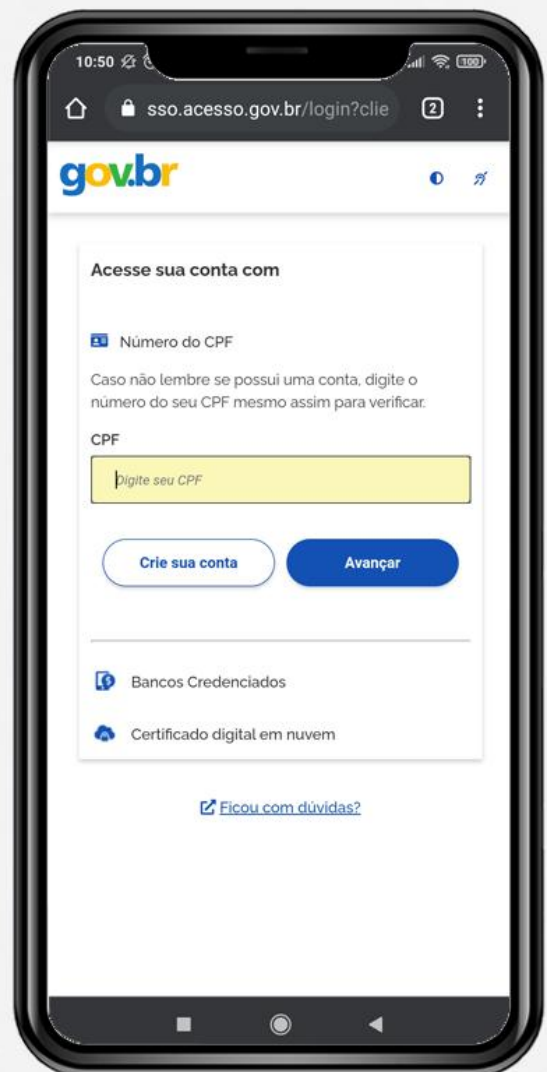 10:50
100
sso.acesso.gov.br/login?clie
2
gov.br
Acesse sua conta com
Número do CPF
Caso não lembre se possui uma conta, digite o
número do seu CPF mesmo assim para verificar.
CPF
Digite seu CPF
Crie sua conta
Avançar
Bancos Credenciados
Certificado digital em nuvem
Ficou com dúvidas?